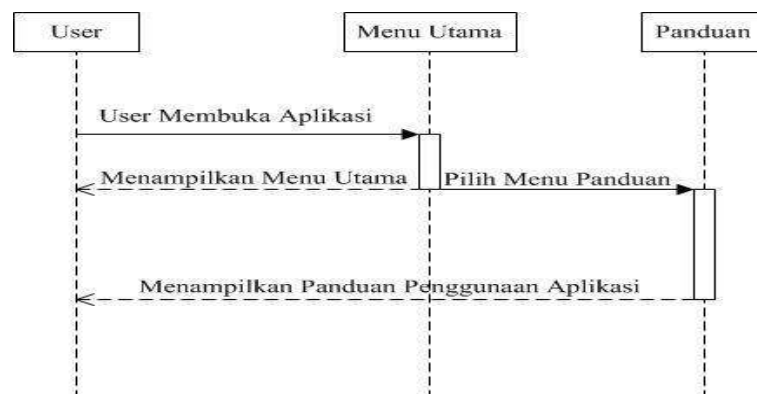 User
Menu Utama
Panduan
User Membuka Aplikasi
Menampilkan Menu Utama
Pilih Menu Panduan
Menampilkan Panduan Penggunaan Aplikasi